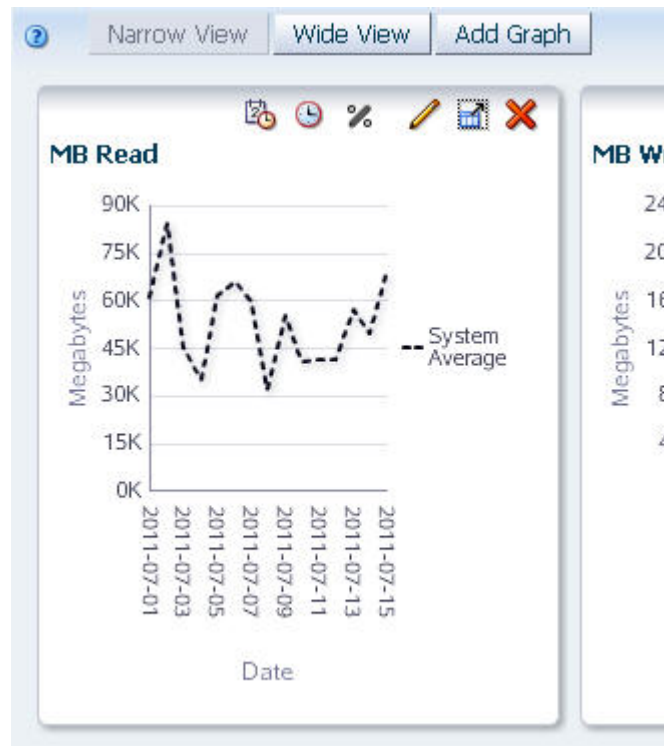 Narrow View Wide View Add Graph
MB Read
90K
75K
60K
45K
30K
15K
0K
Megabytes
System
Average
2011-07-01
2011-07-03
2011-07-05
2011-07-07
2011-07-09
2011-07-11
2011-07-13
2011-07-15
Date
MB
Megabytes